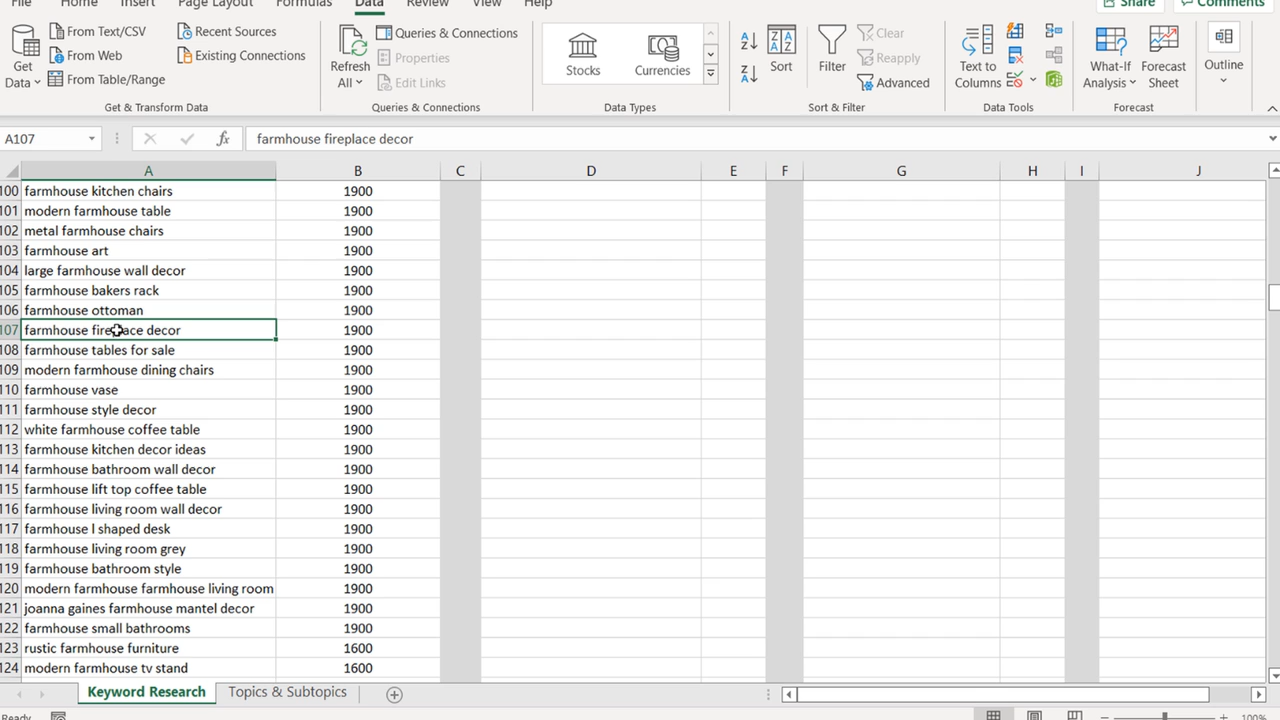 File Home Insert Page Layout Formulas Data Review View Help Share Comments
Get Data
From Text/CSV
From Web
From Table/Range
Recent Sources
Existing Connections
Get & Transform Data
Refresh All
Queries & Connections
Properties
Edit Links
Queries & Connections
Stocks
Currencies
Data Types
Sort
Filter
Clear
Reapply
Advanced
Sort & Filter
Text to Columns
Data Tools
What-If Analysis
Forecast Sheet
Forecast
Outline
A107 fx farmhouse fireplace decor
A B C D E F G H I J
100 farmhouse kitchen chairs 1900
101 modern farmhouse table 1900
102 metal farmhouse chairs 1900
103 farmhouse art 1900
104 large farmhouse wall decor 1900
105 farmhouse bakers rack 1900
106 farmhouse ottoman 1900
107 farmhouse fireplace decor 1900
108 farmhouse tables for sale 1900
109 modern farmhouse dining chairs 1900
110 farmhouse vase 1900
111 farmhouse style decor 1900
112 white farmhouse coffee table 1900
113 farmhouse kitchen decor ideas 1900
114 farmhouse bathroom wall decor 1900
115 farmhouse lift top coffee table 1900
116 farmhouse living room wall decor 1900
117 farmhouse l shaped desk 1900
118 farmhouse living room grey 1900
119 farmhouse bathroom style 1900
120 modern farmhouse farmhouse living room 1900
121 joanna gaines farmhouse mantel decor 1900
122 farmhouse small bathrooms 1900
123 rustic farmhouse furniture 1600
124 modern farmhouse tv stand 1600
Keyword Research Topics & Subtopics
Ready 100%